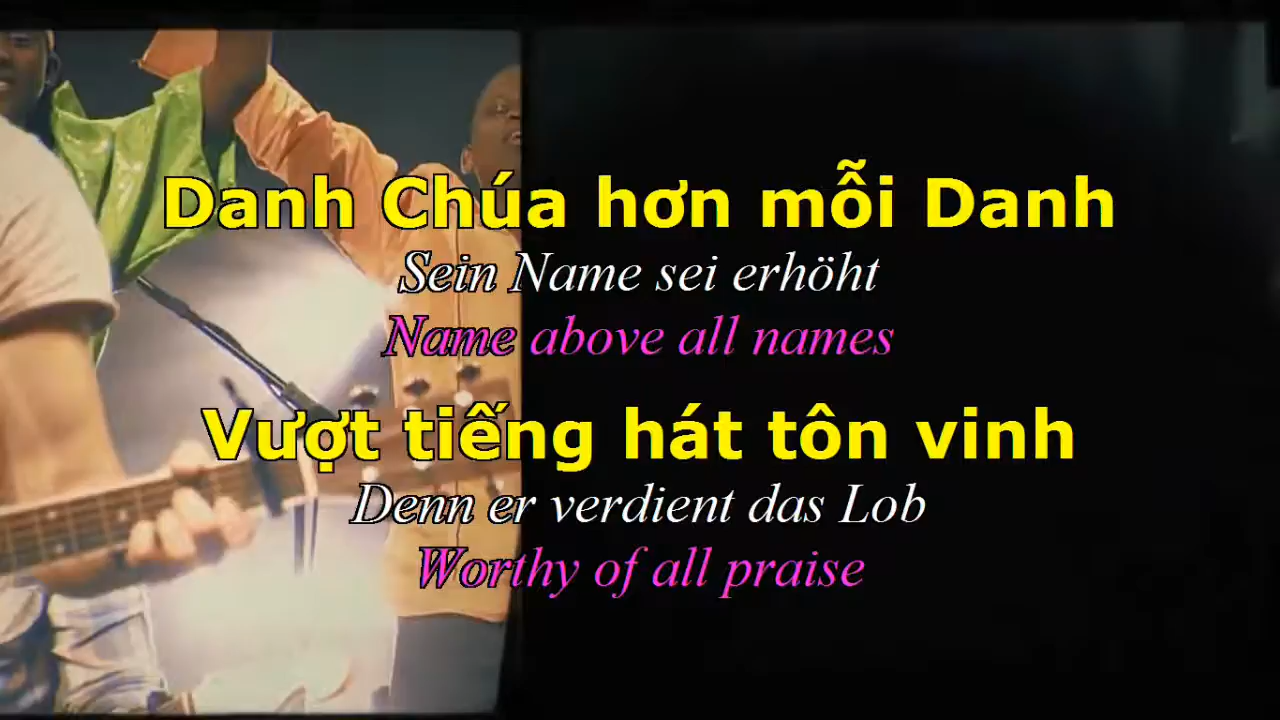 Danh Chúa hơn mỗi Danh
Sein Name sei erhöht
Name above all names
Vượt tiếng hát tôn vinh
Denn er verdient das Lob
Worthy of all praise